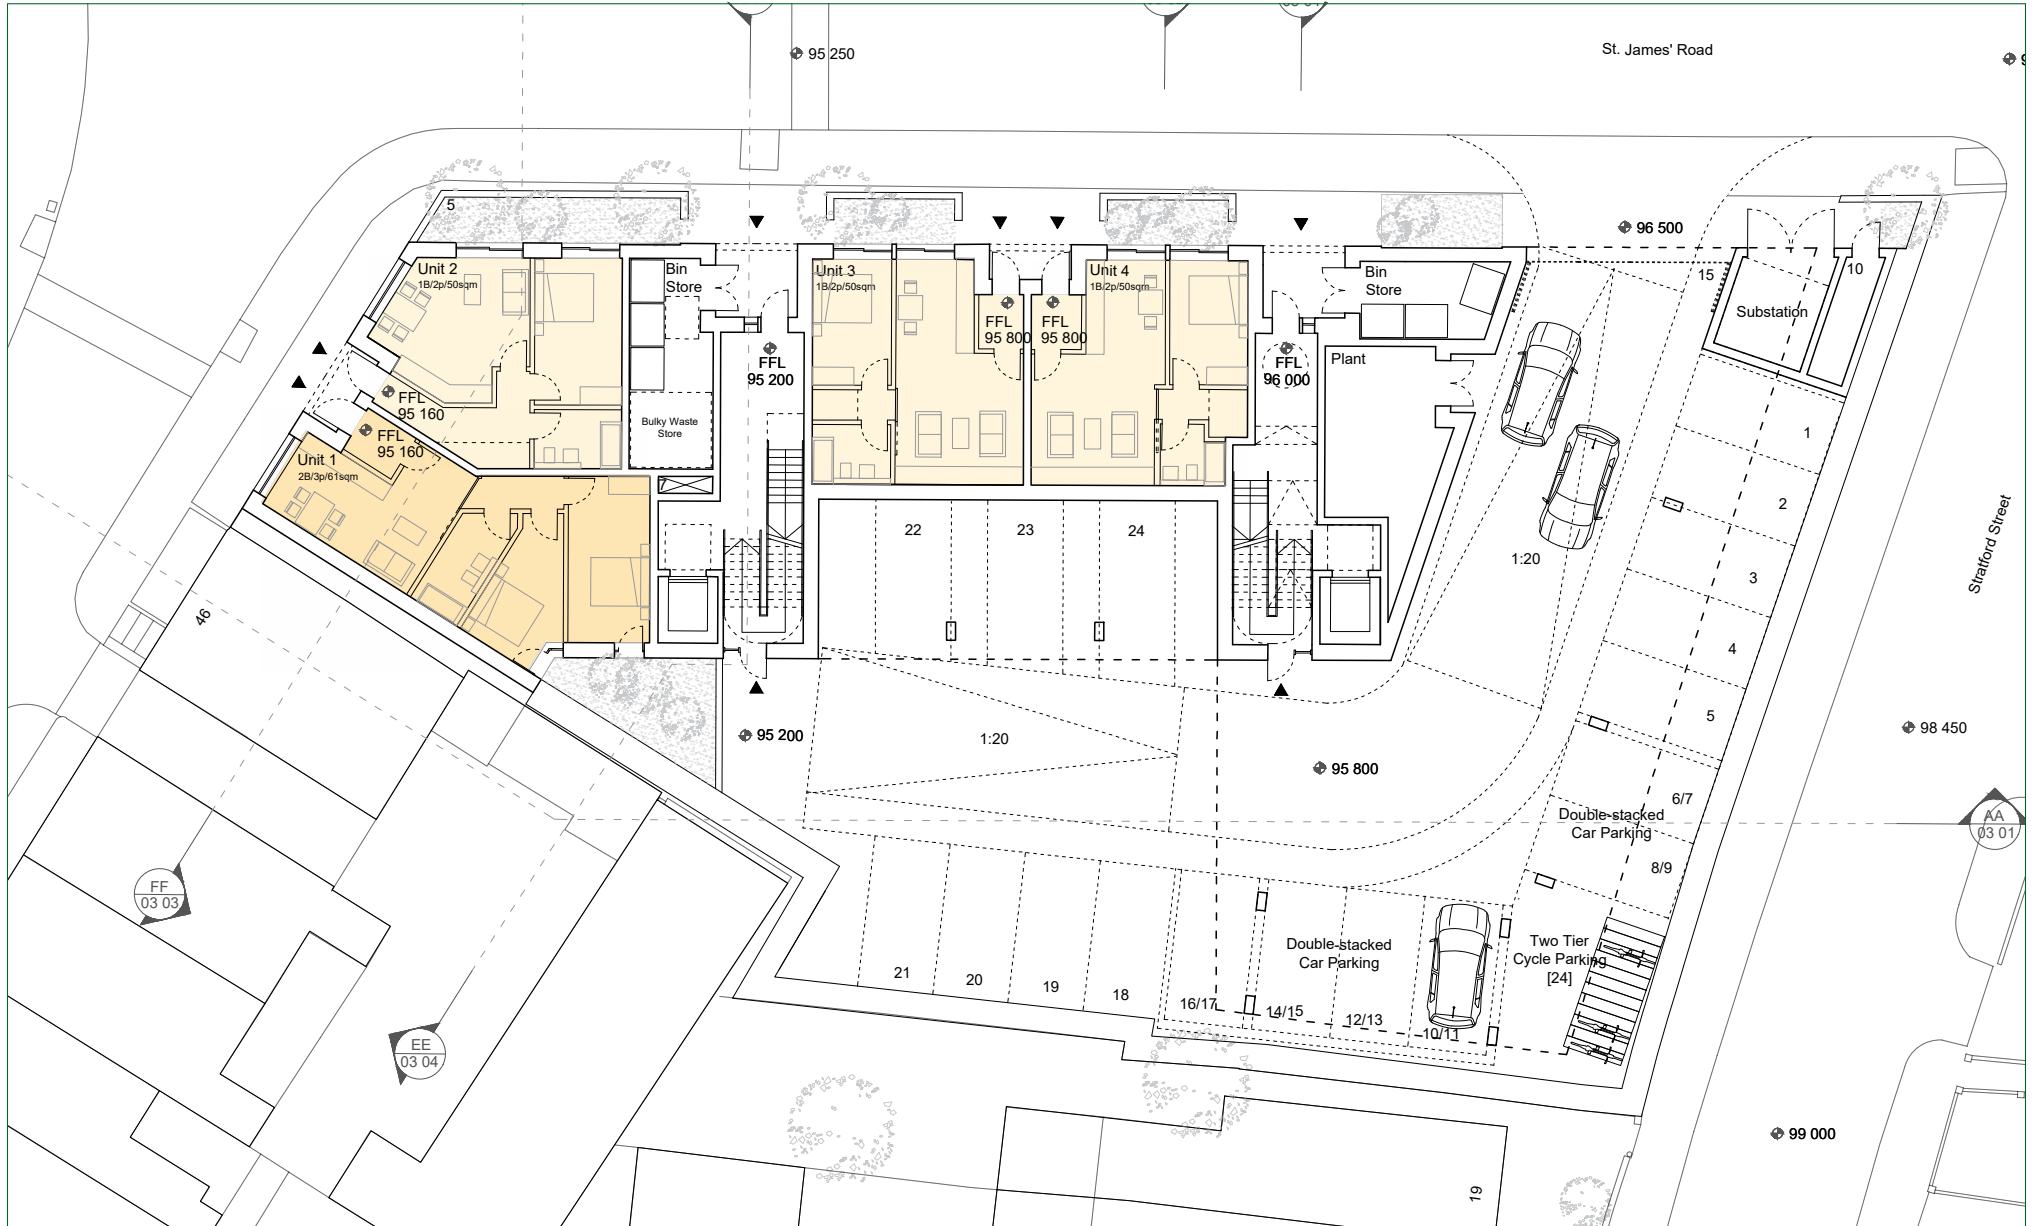 95 250
St. James' Road
5
96 500
Unit 2
1B/2p/50sqm
Bin
Store
Unit 3
1B/2p/50sqm
Unit 4
1B/2p/50sqm
Bin
Store
15
10
Substation
FFL
95 800
FFL
95 800
FFL
95 200
FFL
96 000
Plant
FFL
95 160
FFL
95 160
Bulky Waste
Store
Unit 1
2B/3p/61sqm
1
2
3
4
5
6/7
8/9
22
23
24
1:20
Stratford Street
46
95 200
1:20
95 800
98 450
Double-stacked
Car Parking
AA
03 01
FF
03 03
Double-stacked
Car Parking
Two Tier
Cycle Parking
[24]
21
20
19
18
16/17
14/15
12/13
10/11
EE
03 04
99 000
19